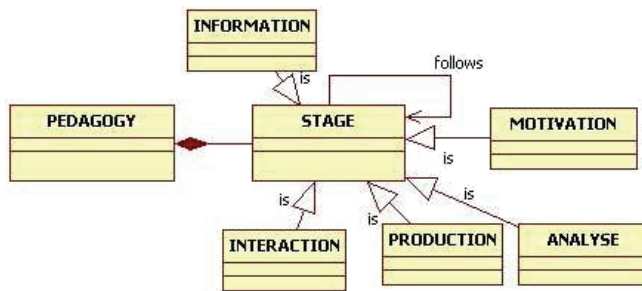 INFORMATION
is
follows
PEDAGOGY
STAGE
MOTIVATION
is
is
is
is
INTERACTION
PRODUCTION
ANALYSE